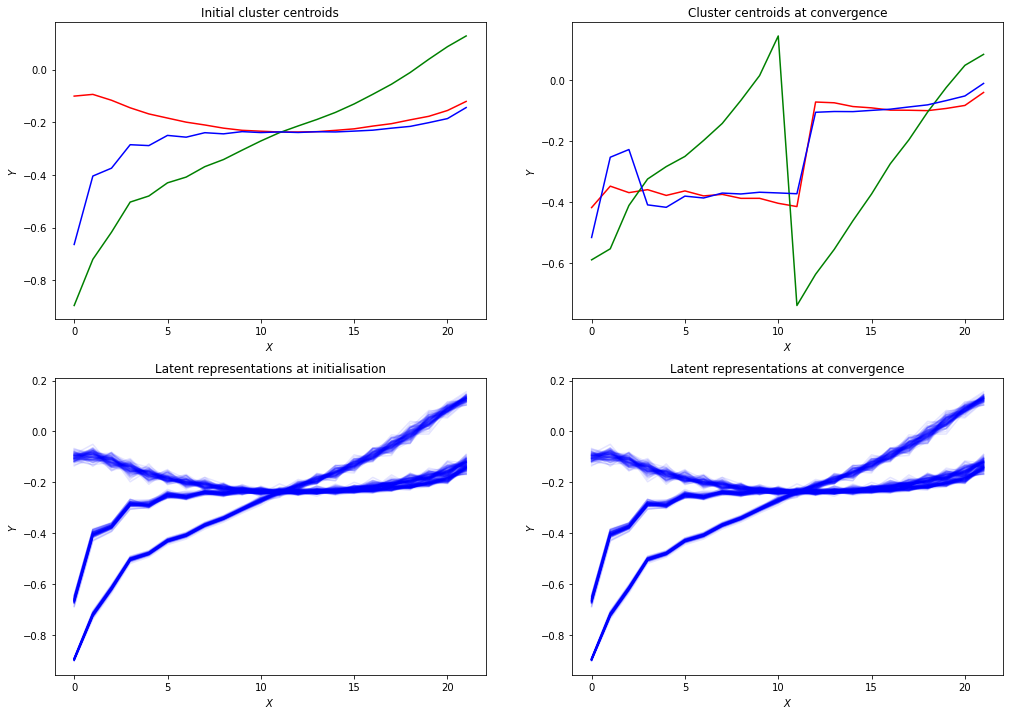 Initial cluster centroids
0.0
−0.2
−0.4
−0.6
−0.8
Y
0 5 10 15 20
X
Cluster centroids at convergence
0.0
−0.2
−0.4
−0.6
Y
0 5 10 15 20
X
Latent representations at initialisation
0.2
0.0
−0.2
−0.4
−0.6
−0.8
Y
0 5 10 15 20
X
Latent representations at convergence
0.2
0.0
−0.2
−0.4
−0.6
−0.8
Y
0 5 10 15 20
X